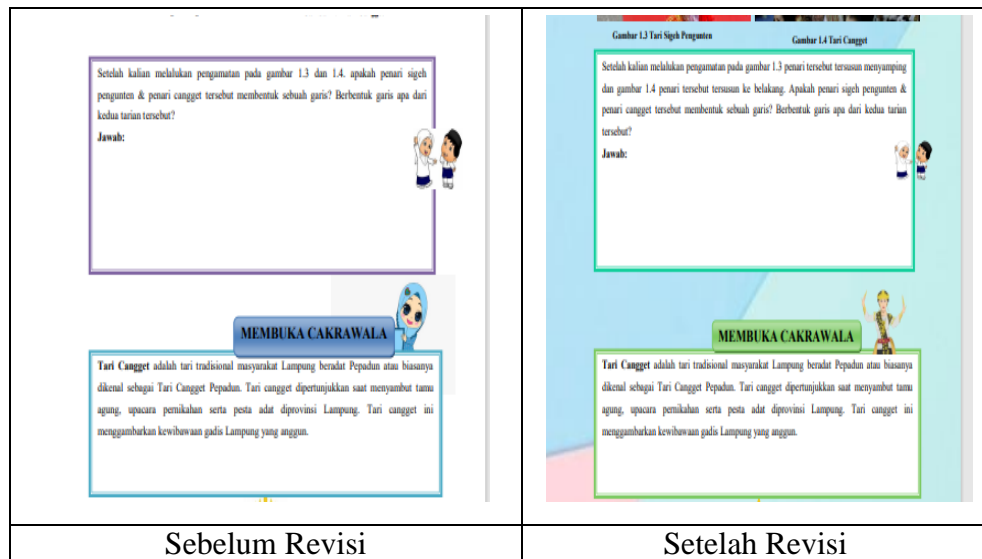 Setelah kalian melalukan pengamatan pada gambar 1.3 dan 1.4. apakah penari sigeh
pengunten & penari cangget tersebut membentuk sebuah garis? Berbentuk garis apa dari
kedua tarian tersebut?
Jawab:
MEMBUKA CAKRAWALA
Tari Cangget adalah tari tradisional masyarakat Lampung beradat Pepadun atau biasanya
dikenal sebagai Tari Cangget Pepadun. Tari cangget dipertunjukkan saat menyambut tamu
agung, upacara pernikahan serta pesta adat diprovinsi Lampung. Tari cangget ini
menggambarkan kewibawaan gadis Lampung yang anggun.
Sebelum Revisi
Gambar 1.3 Tari Sigeh Pengunten
Gambar 1.4 Tari Cangget
Setelah kalian melakukan pengamatan pada gambar 1.3 penari tersebut tersusun menyamping
dan gambar 1.4 penari tersebut tersusun ke belakang. Apakah penari sigeh pengunten &
penari cangget tersebut membentuk sebuah garis? Berbentuk garis apa dari kedua tarian
tersebut?
Jawab:
MEMBUKA CAKRAWALA
Tari Cangget adalah tari tradisional masyarakat Lampung beradat Pepadun atau biasanya
dikenal sebagai Tari Cangget Pepadun. Tari cangget dipertunjukkan saat menyambut tamu
agung, upacara pernikahan serta pesta adat diprovinsi Lampung. Tari cangget ini
menggambarkan kewibawaan gadis Lampung yang anggun.
Setelah Revisi